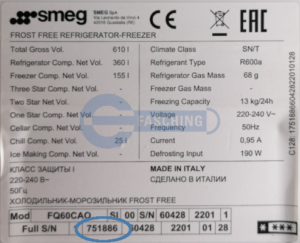 smeg
SMEG Spa
Via Leonardo da Vinci 4
42016 Guastalla (RE)
CE EAC
FROST FREE REFRIGERATOR-FREEZER
Total Gross Vol. 610 l Climate Class SN/T
Refrigerator Comp. Net Vol. 360 l Refrigerant Type R600a
Freezer Comp. Net Vol. 155 l Refrigerator Gas Mass 68 g
Three Star Comp. Net Vol. - Freezer Gas Mass -
Two Star Net Vol. - Freezing Capacity 13 kg/24h
One Star Comp. Net Vol. - Voltage 220-240 V~
Cellar Comp. Net Vol. - Frequency 50Hz
Chill Comp. Net Vol. 25 l Current 0,95 A
Ice Making Comp. Net Vol. - Defrosting 190 W
FASCHING
КЛАСС ЗАЩИТЫ I
220-240 В~
50Гц
MADE IN ITALY
СДЕЛАНО В ИТАЛИИ
ХОЛОДИЛЬНИК-МОРОЗИЛЬНИК FROST FREE
Mod FQ60CAO SI 00 S/N 60428 2201 1
Full S/N 751886 60428 2201 01 28